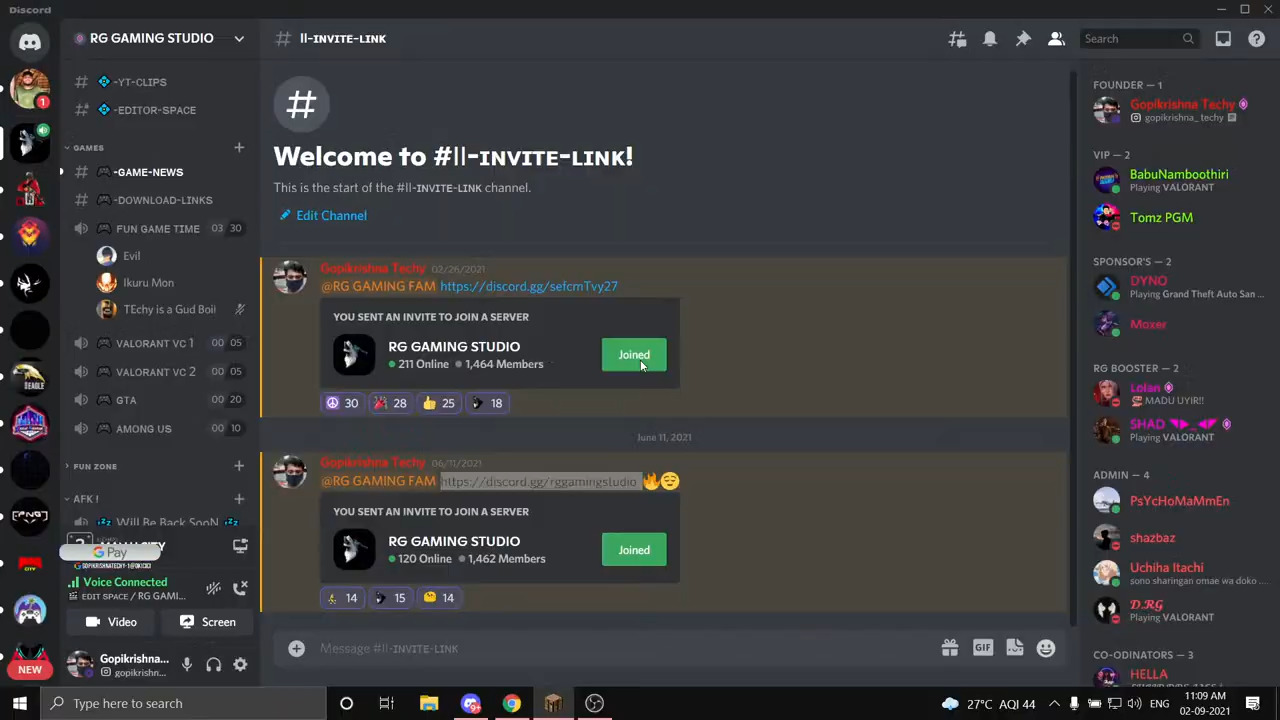 Discord
RG GAMING STUDIO
# ll-ɪɴᴠɪᴛᴇ-ʟɪɴᴋ
Search
-YT-CLIPS
-EDITOR-SPACE
GAMES
-GAME-NEWS
-DOWNLOAD-LINKS
FUN GAME TIME 03 30
Evil
Ikuru Mon
TEchy is a Gud Boii
VALORANT VC 1 00 05
VALORANT VC 2 00 05
GTA 00 20
AMONG US 00 10
FUN ZONE
AFK !
💤 Will Be Back SooN 💤
G Pay
Voice Connected
EDIT SPACE / RG GAMI...
Video
Screen
NEW
Gopikrishna...
gopikrishn...
Welcome to #ll-ɪɴᴠɪᴛᴇ-ʟɪɴᴋ!
This is the start of the #ll-ɪɴᴠɪᴛᴇ-ʟɪɴᴋ channel.
Edit Channel
Gopikrishna Techy 02/26/2021
@RG GAMING FAM https://discord.gg/sefcmTvy27
YOU SENT AN INVITE TO JOIN A SERVER
RG GAMING STUDIO
211 Online 1,464 Members
Joined
30 28 25 18
June 11, 2021
Gopikrishna Techy 06/11/2021
@RG GAMING FAM https://discord.gg/rggamingstudio 🔥😌
YOU SENT AN INVITE TO JOIN A SERVER
RG GAMING STUDIO
120 Online 1,462 Members
Joined
14 15 14
Message #ll-ɪɴᴠɪᴛᴇ-ʟɪɴᴋ
GIF
FOUNDER — 1
Gopikrishna Techy
gopikrishna_techy
VIP — 2
BabuNamboothiri
Playing VALORANT
Tomz PGM
SPONSOR'S — 2
DYNO
Playing Grand Theft Auto San ...
Moxer
RG BOOSTER — 2
Lolan
MADU UYIR!!
SHAD ◥▶_◀◤
Playing VALORANT
ADMIN — 4
PsYcHoMaMmEn
shazbaz
Uchiha Itachi
sono sharingan omae wa doko ...
D.RG
Playing VALORANT
CO-ODINATORS — 3
HELLA
Type here to search
27°C AQI 44
ENG
11:09 AM
02-09-2021